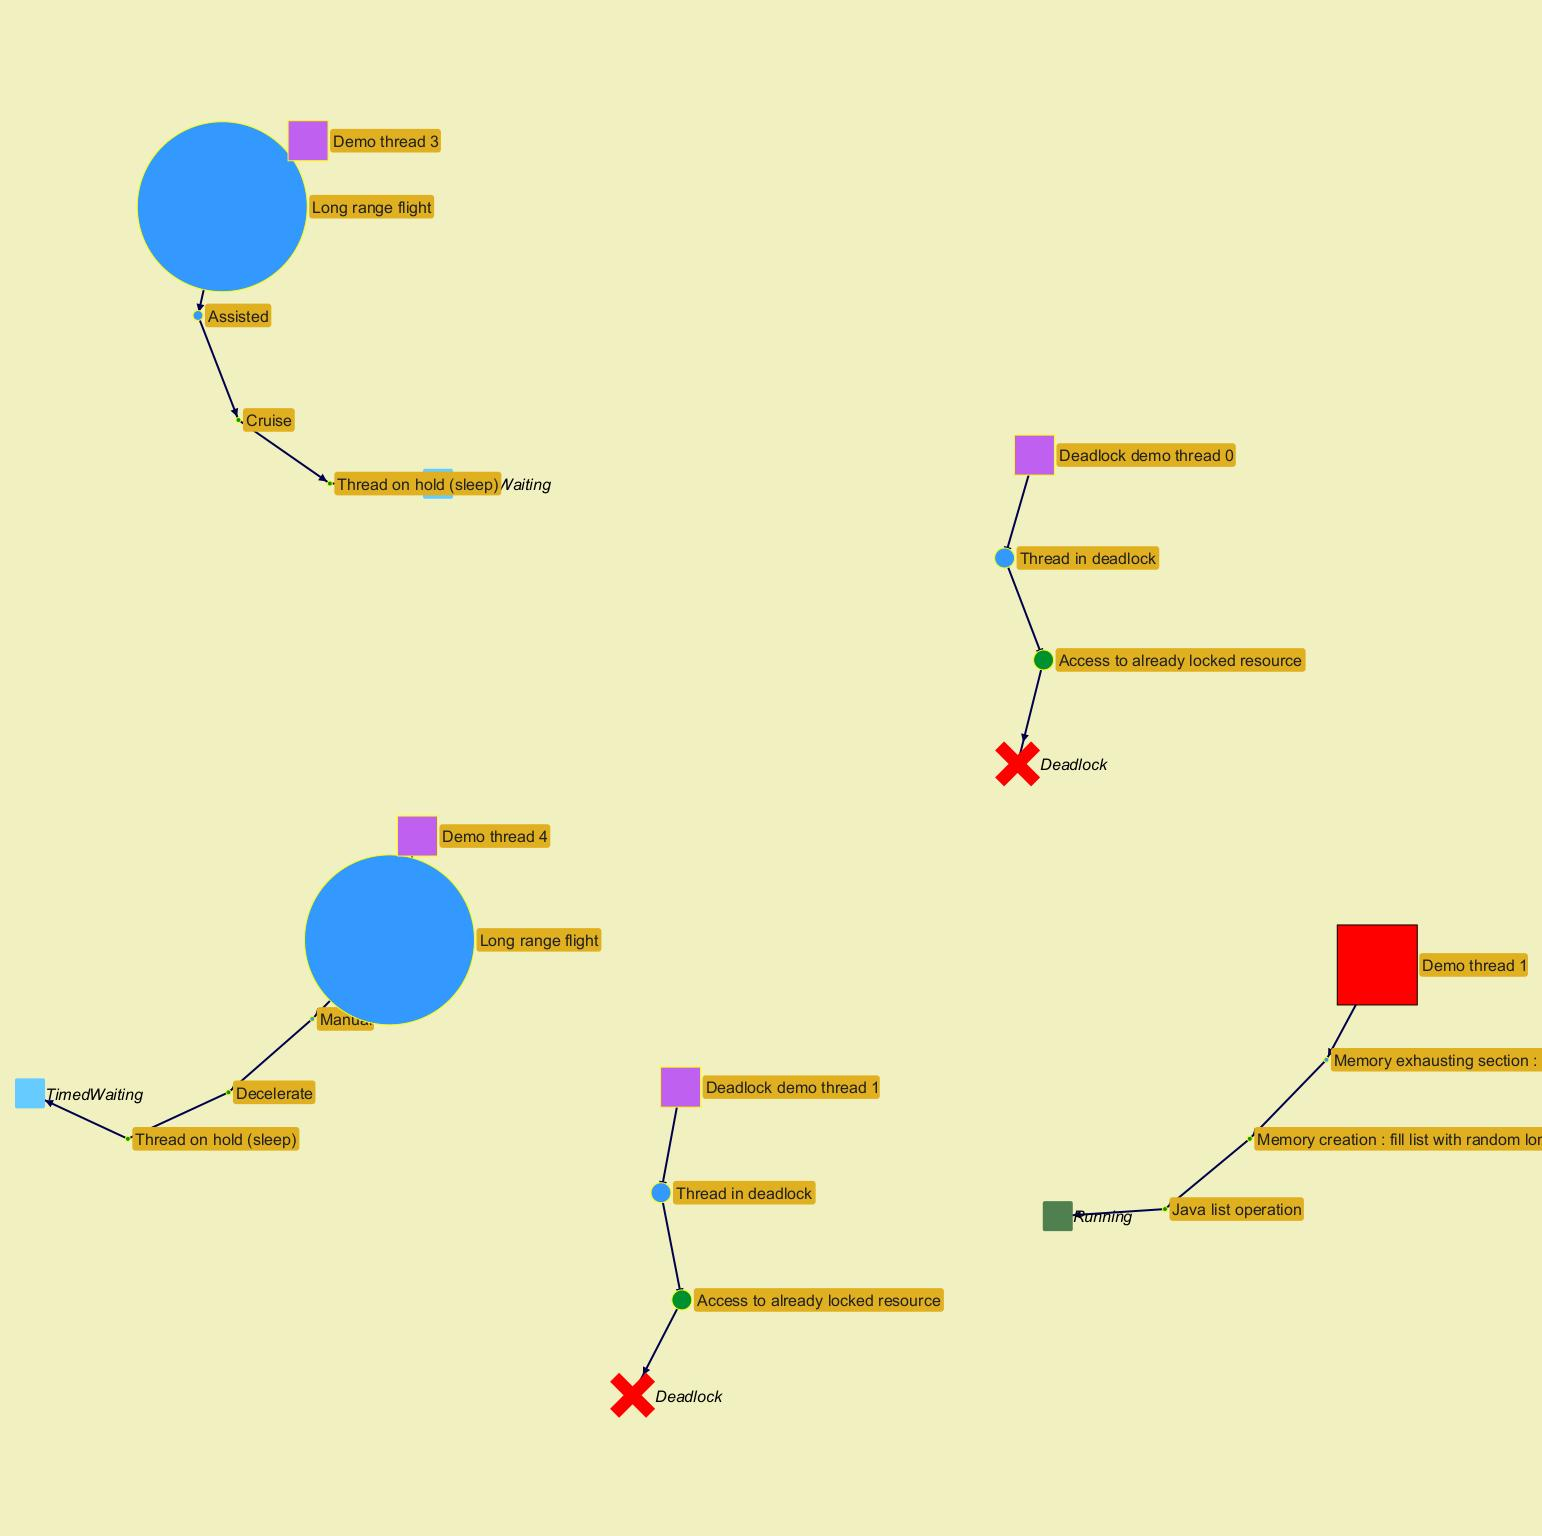 Demo thread 3
Long range flight
Assisted
Cruise
Thread on hold (sleep) Waiting
Deadlock demo thread 0
Thread in deadlock
Access to already locked resource
Deadlock
Demo thread 4
Long range flight
Manual
Decelerate
TimedWaiting
Thread on hold (sleep)
Deadlock demo thread 1
Thread in deadlock
Access to already locked resource
Deadlock
Demo thread 1
Memory exhausting section :
Memory creation : fill list with random
Java list operation
Running